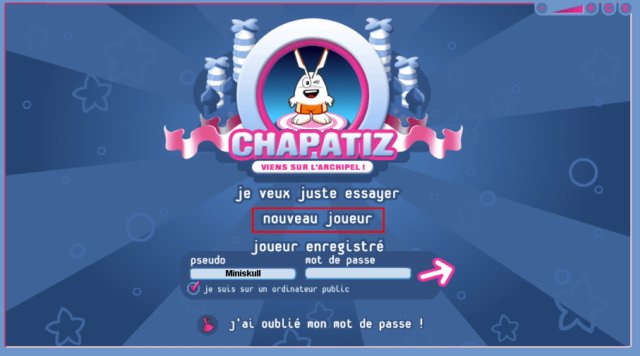 CHAPATIZ
VIENS SUR L'ARCHIPEL !
je veux juste essayer
nouveau joueur
joueur enregistré
pseudo mot de passe
Miniskull
je suis sur un ordinateur public
j'ai oublié mon mot de passe !